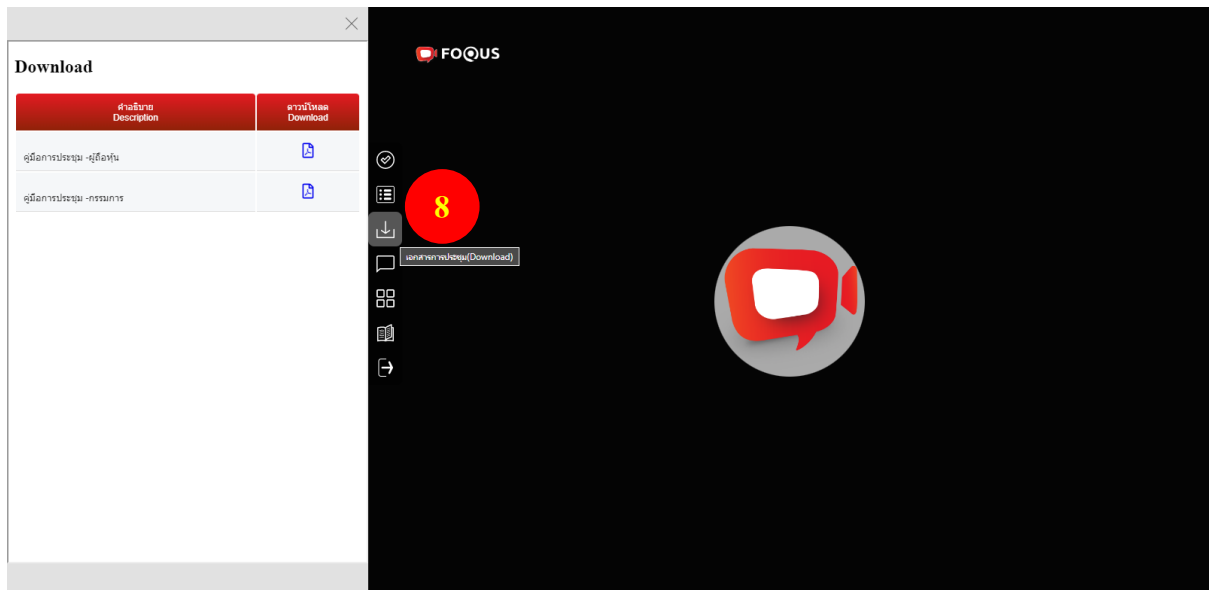 Download
คำอธิบาย
Description
ดาวน์โหลด
Download
คู่มือการประชุม -ผู้ถือหุ้น
คู่มือการประชุม -กรรมการ
FOQUS
8
เอกสารการประชุม(Download)